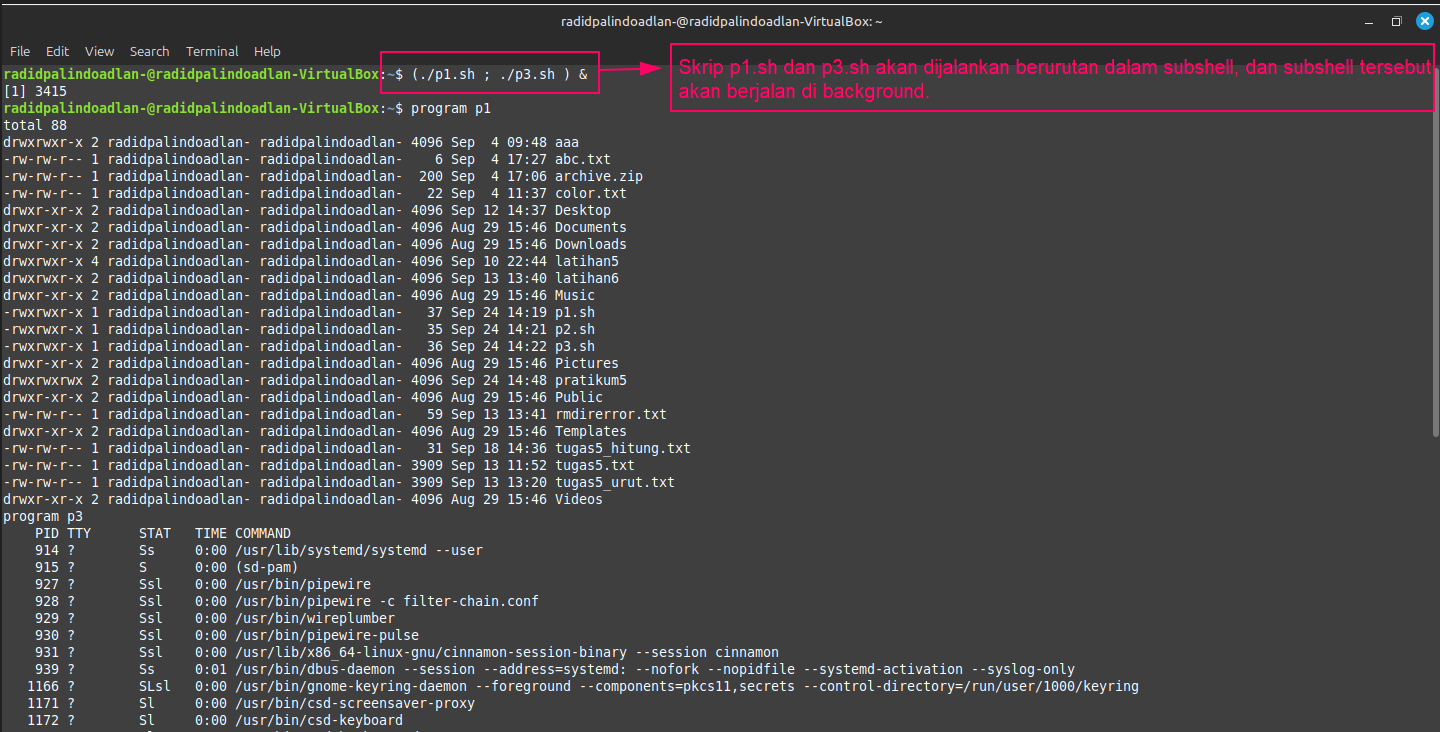 radidpalindoadlan-@radidpalindoadlan-VirtualBox: ~
File Edit View Search Terminal Help
radidpalindoadlan-@radidpalindoadlan-VirtualBox:~$ (./p1.sh ; ./p3.sh ) &
Skrip p1.sh dan p3.sh akan dijalankan berurutan dalam subshell, dan subshell tersebut
akan berjalan di background.
[1] 3415
radidpalindoadlan-@radidpalindoadlan-VirtualBox:~$ program p1
total 88
drwxrwxr-x 2 radidpalindoadlan- radidpalindoadlan- 4096 Sep  4 09:48 aaa
-rw-rw-r-- 1 radidpalindoadlan- radidpalindoadlan-    6 Sep  4 17:27 abc.txt
-rw-rw-r-- 1 radidpalindoadlan- radidpalindoadlan-  200 Sep  4 17:06 archive.zip
-rw-rw-r-- 1 radidpalindoadlan- radidpalindoadlan-   22 Sep  4 11:37 color.txt
drwxr-xr-x 2 radidpalindoadlan- radidpalindoadlan- 4096 Sep 12 14:37 Desktop
drwxr-xr-x 2 radidpalindoadlan- radidpalindoadlan- 4096 Aug 29 15:46 Documents
drwxr-xr-x 2 radidpalindoadlan- radidpalindoadlan- 4096 Aug 29 15:46 Downloads
drwxrwxr-x 4 radidpalindoadlan- radidpalindoadlan- 4096 Sep 10 22:44 latihan5
drwxrwxr-x 2 radidpalindoadlan- radidpalindoadlan- 4096 Sep 13 13:40 latihan6
drwxr-xr-x 2 radidpalindoadlan- radidpalindoadlan- 4096 Aug 29 15:46 Music
-rwxrwxr-x 1 radidpalindoadlan- radidpalindoadlan-   37 Sep 24 14:19 p1.sh
-rwxrwxr-x 1 radidpalindoadlan- radidpalindoadlan-   35 Sep 24 14:21 p2.sh
-rwxrwxr-x 1 radidpalindoadlan- radidpalindoadlan-   36 Sep 24 14:22 p3.sh
drwxr-xr-x 2 radidpalindoadlan- radidpalindoadlan- 4096 Aug 29 15:46 Pictures
drwxrwxrwx 2 radidpalindoadlan- radidpalindoadlan- 4096 Sep 24 14:48 pratikum5
drwxr-xr-x 2 radidpalindoadlan- radidpalindoadlan- 4096 Aug 29 15:46 Public
-rw-rw-r-- 1 radidpalindoadlan- radidpalindoadlan-   59 Sep 13 13:41 rmdirerror.txt
drwxr-xr-x 2 radidpalindoadlan- radidpalindoadlan- 4096 Aug 29 15:46 Templates
-rw-rw-r-- 1 radidpalindoadlan- radidpalindoadlan-   31 Sep 18 14:36 tugas5_hitung.txt
-rw-rw-r-- 1 radidpalindoadlan- radidpalindoadlan- 3909 Sep 13 11:52 tugas5.txt
-rw-rw-r-- 1 radidpalindoadlan- radidpalindoadlan- 3909 Sep 13 13:20 tugas5_urut.txt
drwxr-xr-x 2 radidpalindoadlan- radidpalindoadlan- 4096 Aug 29 15:46 Videos
program p3
PID TTY      STAT   TIME COMMAND
914 ?        Ss     0:00 /usr/lib/systemd/systemd --user
915 ?        S      0:00 (sd-pam)
927 ?        Ssl    0:00 /usr/bin/pipewire
928 ?        Ssl    0:00 /usr/bin/pipewire -c filter-chain.conf
929 ?        Ssl    0:00 /usr/bin/wireplumber
930 ?        Ssl    0:00 /usr/bin/pipewire-pulse
931 ?        Ssl    0:00 /usr/lib/x86_64-linux-gnu/cinnamon-session-binary --session cinnamon
939 ?        Ss     0:01 /usr/bin/dbus-daemon --session --address=systemd: --nofork --nopidfile --systemd-activation --syslog-only
1166 ?        SLsl   0:00 /usr/bin/gnome-keyring-daemon --foreground --components=pkcs11,secrets --control-directory=/run/user/1000/keyring
1171 ?        Sl     0:00 /usr/bin/csd-screensaver-proxy
1172 ?        Sl     0:00 /usr/bin/csd-keyboard